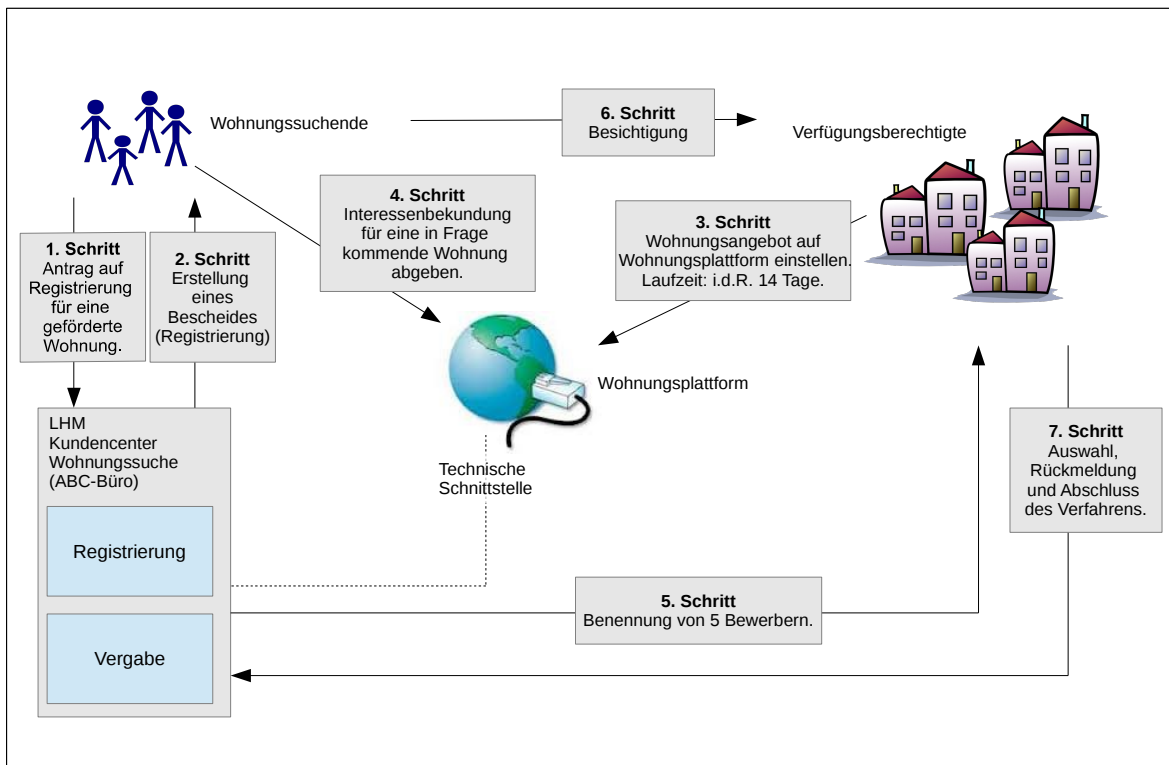 Wohnungssuchende
6. Schritt
Besichtigung
Verfügungsberechtigte
4. Schritt
Interessenbekundung
für eine in Frage
kommende Wohnung
abgeben.
3. Schritt
Wohnungsangebot auf
Wohnungsplattform einstellen.
Laufzeit: i.d.R. 14 Tage.
1. Schritt
Antrag auf
Registrierung
für eine
geförderte
Wohnung.
2. Schritt
Erstellung
eines
Bescheides
(Registrierung)
Wohnungsplattform
LHM
Kundencenter
Wohnungssuche
(ABC-Büro)
Technische
Schnittstelle
7. Schritt
Auswahl,
Rückmeldung
und Abschluss
des Verfahrens.
Registrierung
5. Schritt
Benennung von 5 Bewerbern.
Vergabe